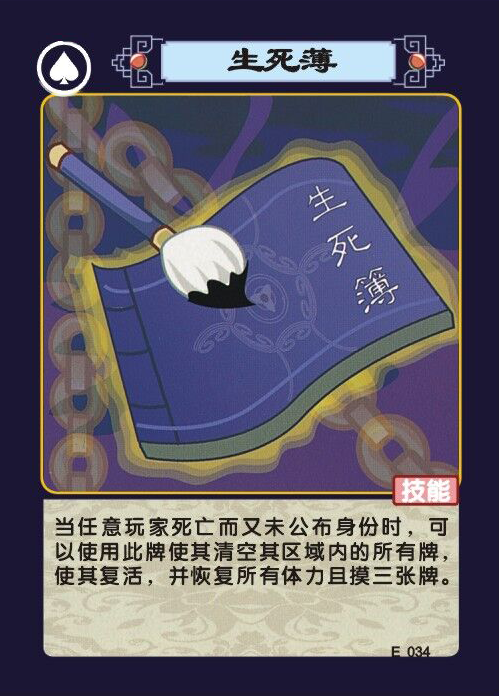 生死薄
生
死
簿
技能
当任意玩家死亡而又未公布身份时，可
以使用此牌使其清空其区域内的所有牌，
使其复活，并恢复所有体力且摸三张牌。
E 034